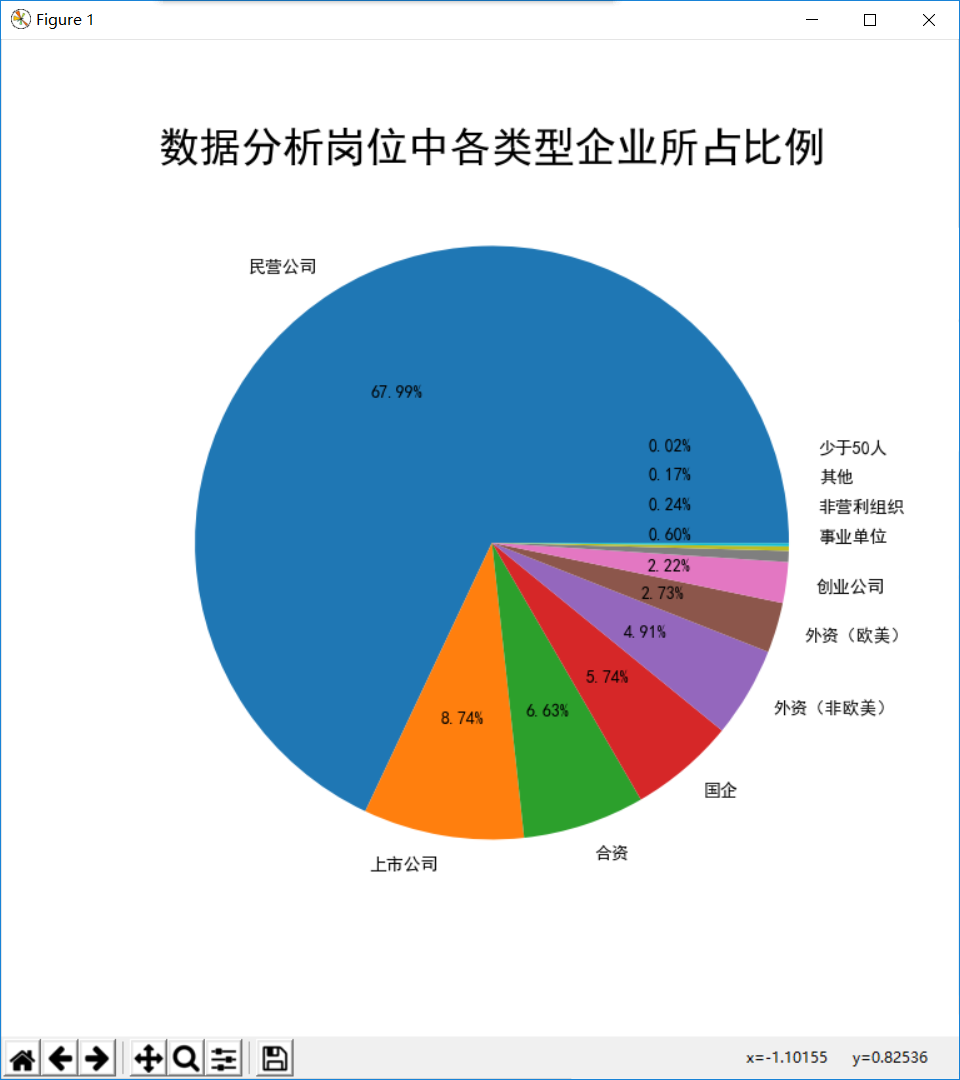 Figure 1
数据分析岗位中各类型企业所占比例
民营公司
67.99%
0.02%
少于50人
0.17%
其他
0.24%
非营利组织
0.60%
事业单位
2.22%
创业公司
2.73%
外资（欧美）
4.91%
外资（非欧美）
5.74%
国企
6.63%
合资
8.74%
上市公司
x=-1.10155 y=0.82536